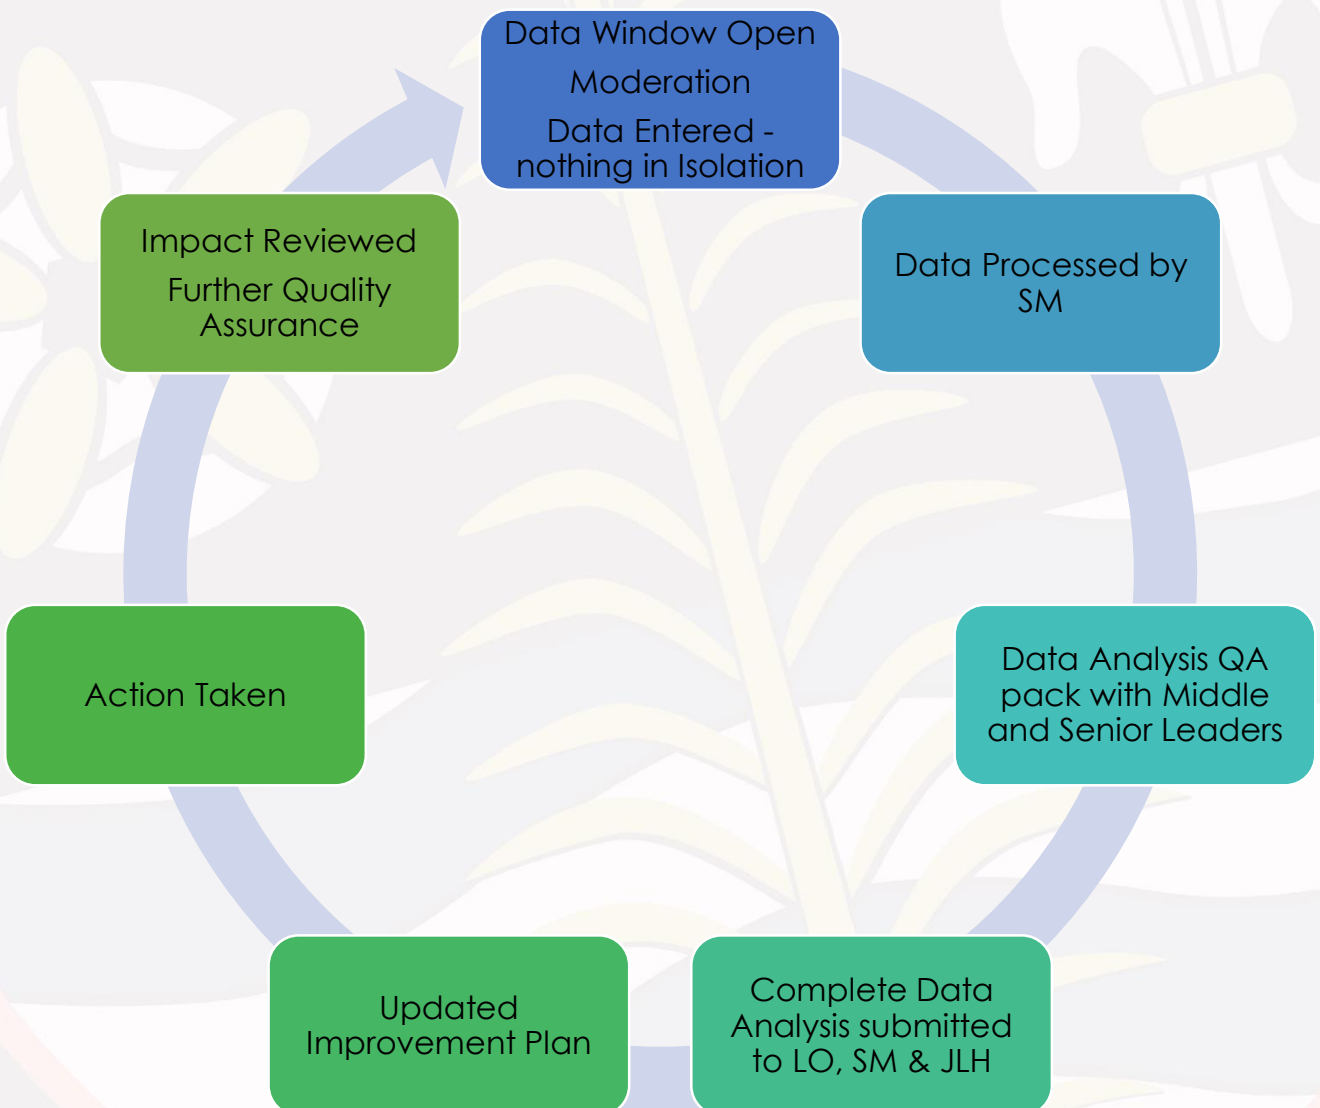 Data Window Open
Moderation
Data Entered -
nothing in Isolation
Data Processed by
SM
Data Analysis QA
pack with Middle
and Senior Leaders
Complete Data
Analysis submitted
to LO, SM & JLH
Updated
Improvement Plan
Action Taken
Impact Reviewed
Further Quality
Assurance